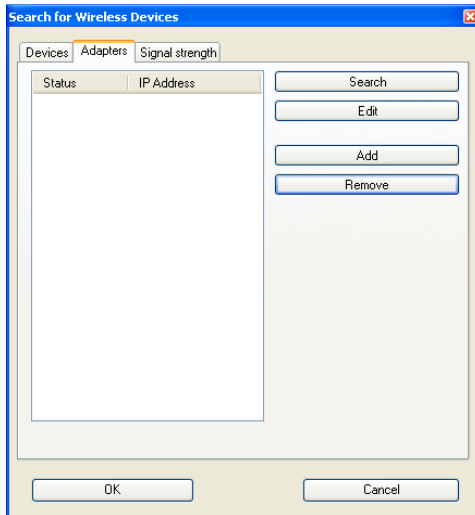 Search for Wireless Devices
Devices Adapters Signal strength
Status IP Address
Search
Edit
Add
Remove
OK Cancel